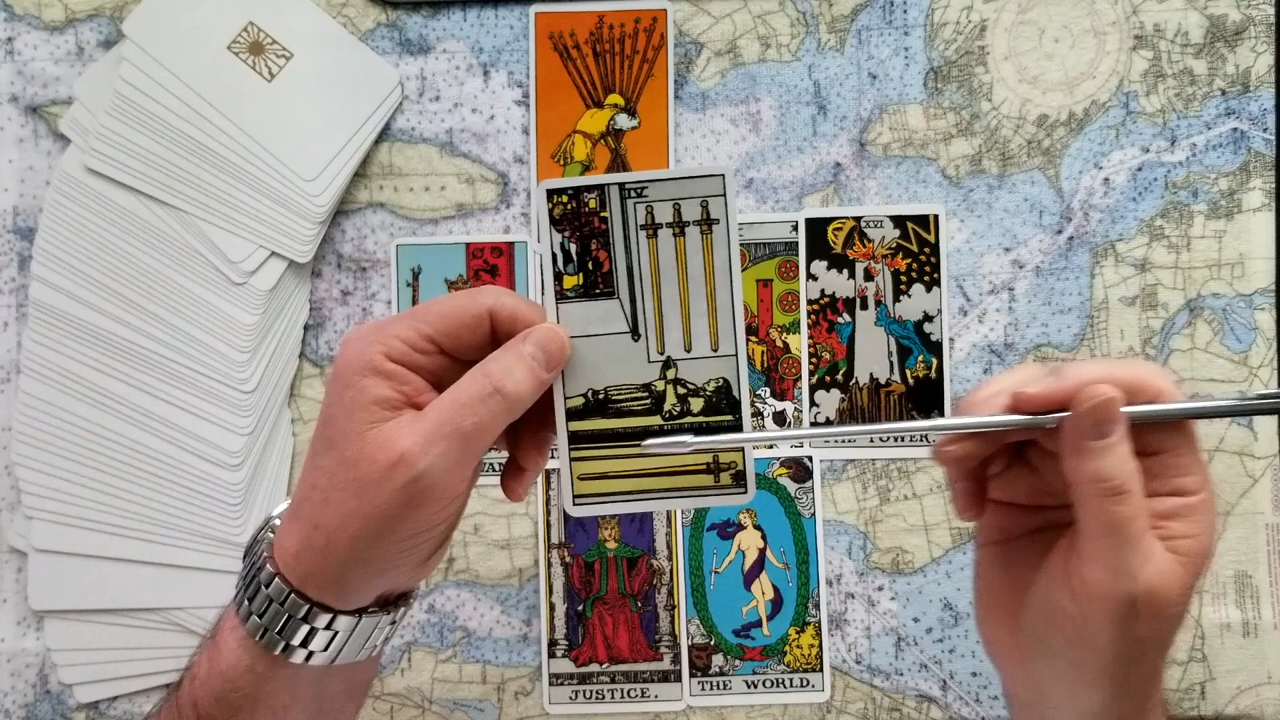 X
IV
XVI
THE TOWER.
JUSTICE.
THE WORLD.